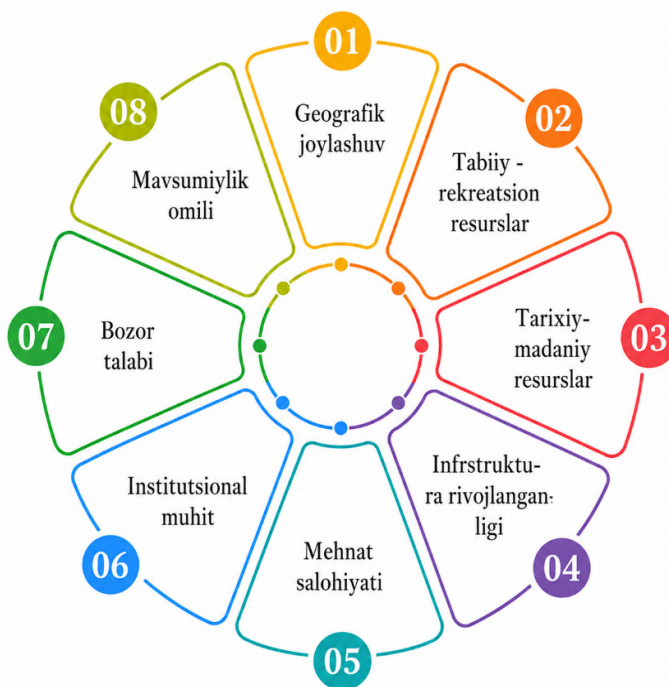 01
Geografik
joylashuv
02
Tabiiy -
rekreatsion
resurslar
03
Tarixiy-
madaniy
resurslar
04
Infrstruktu-
ra rivojlangan-
ligi
05
Mehnat
salohiyati
06
Institutsional
muhit
07
Bozor
talabi
08
Mavsumiylik
omili